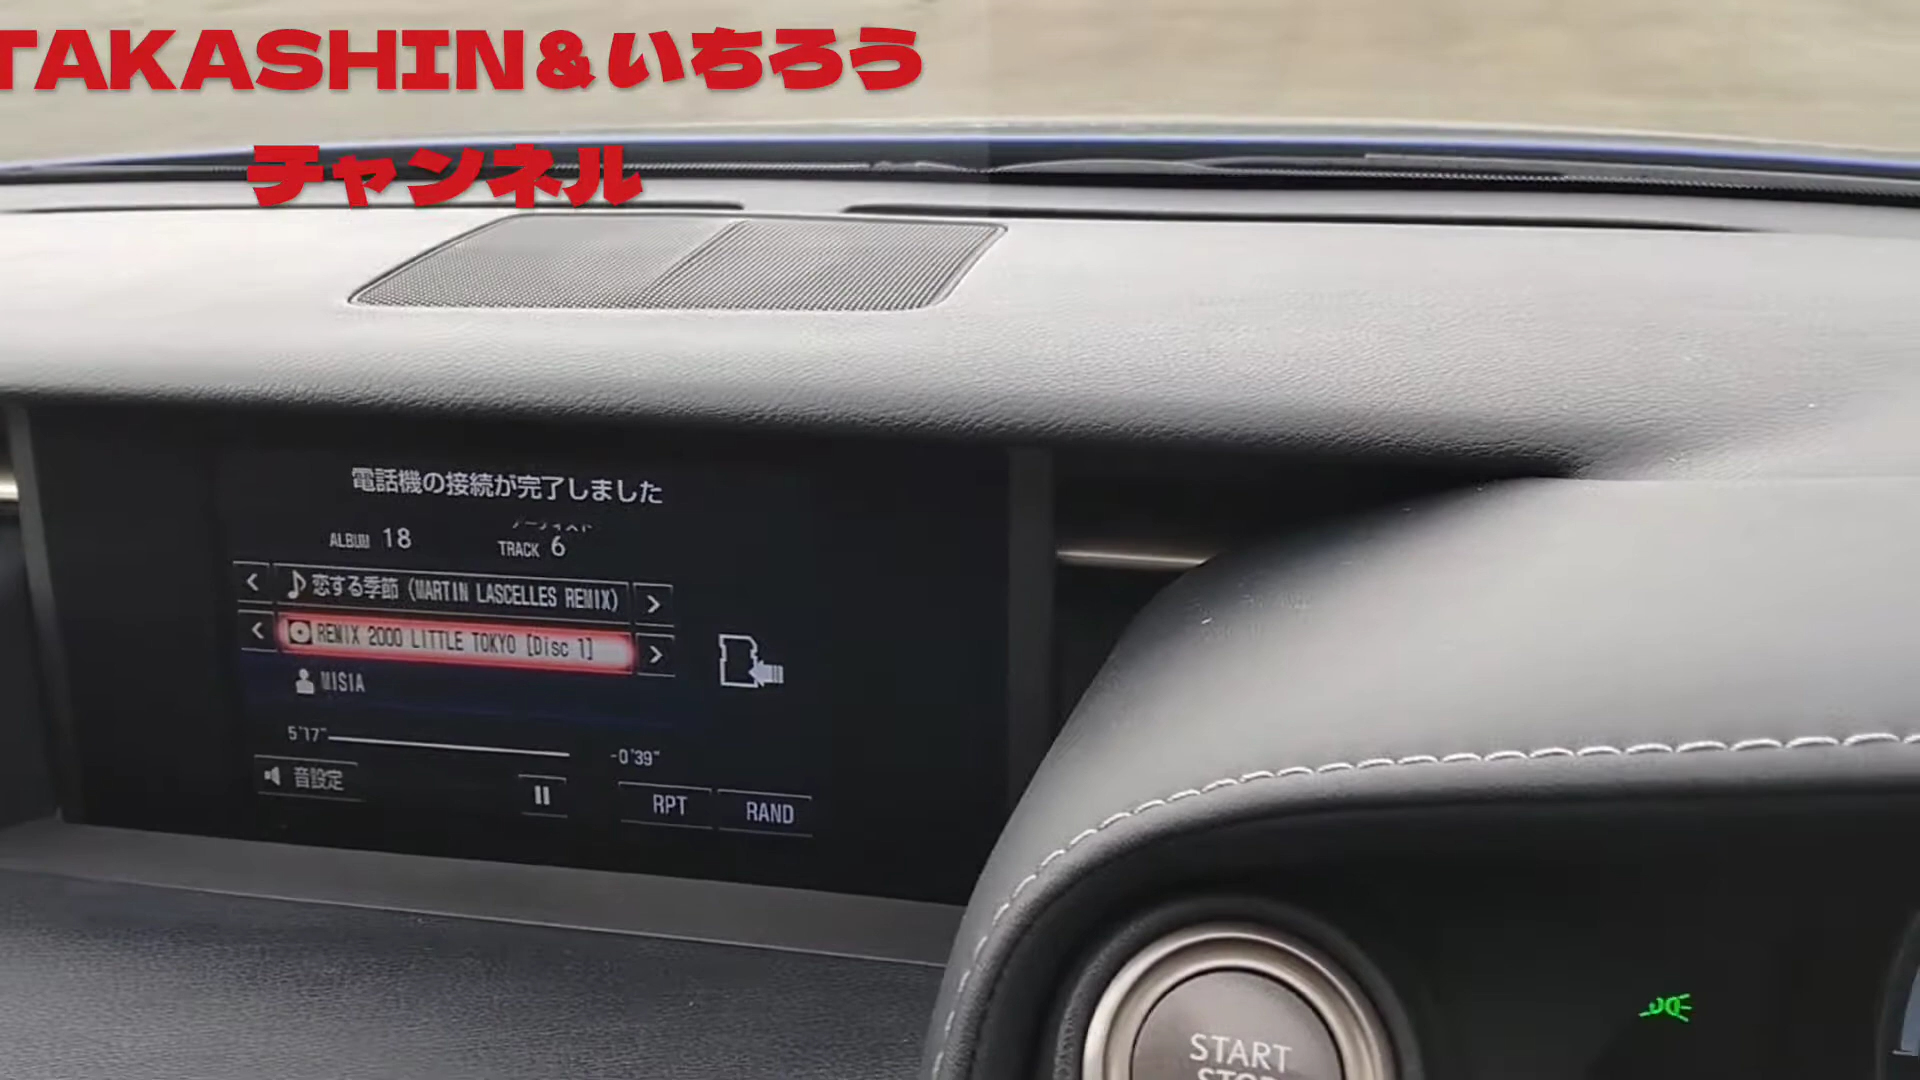 TAKASHIN&いちろう
チャンネル
電話機の接続が完了しました
ALBUM 18
TRACK 6
恋する季節 (MARTIN LASCELLES REMIX)
REMIX 2000 LITTLE TOKYO [Disc 1]
MISIA
5'17"
-0'39"
音設定
RPT
RAND
START
STOP